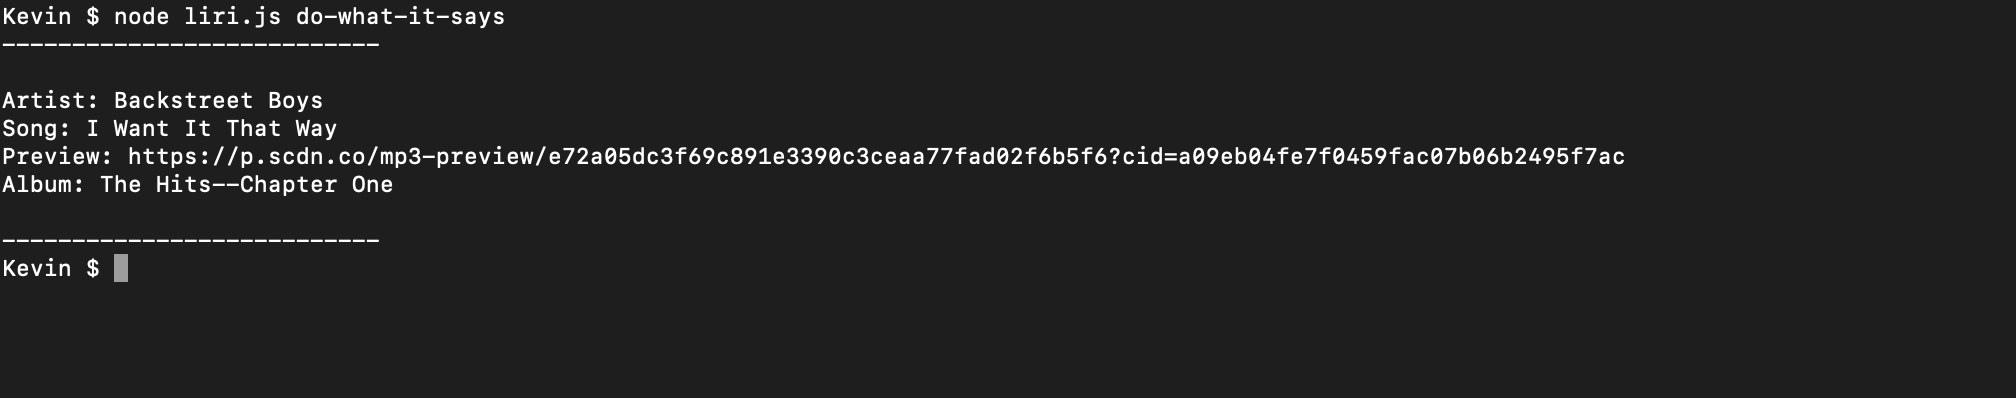 Kevin $ node liri.js do-what-it-says
---------------------------
Artist: Backstreet Boys
Song: I Want It That Way
Preview: https://p.scdn.co/mp3-preview/e72a05dc3f69c891e3390c3ceaa77fad02f6b5f6?cid=a09eb04fe7f0459fac07b06b2495f7ac
Album: The Hits--Chapter One
---------------------------
Kevin $